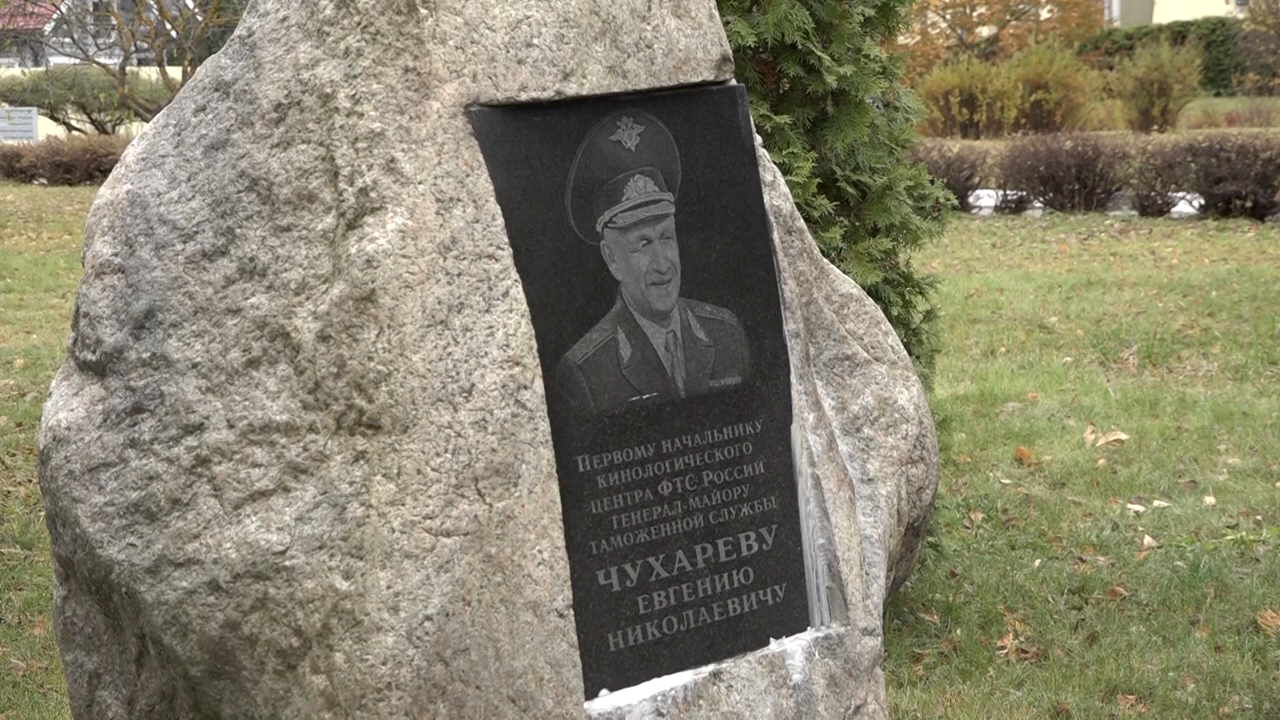 Первому начальнику
кинологического
центра ФТС России
генерал-майору
таможенной службы
ЧУХАРЕВУ
ЕВГЕНИЮ
НИКОЛАЕВИЧУ